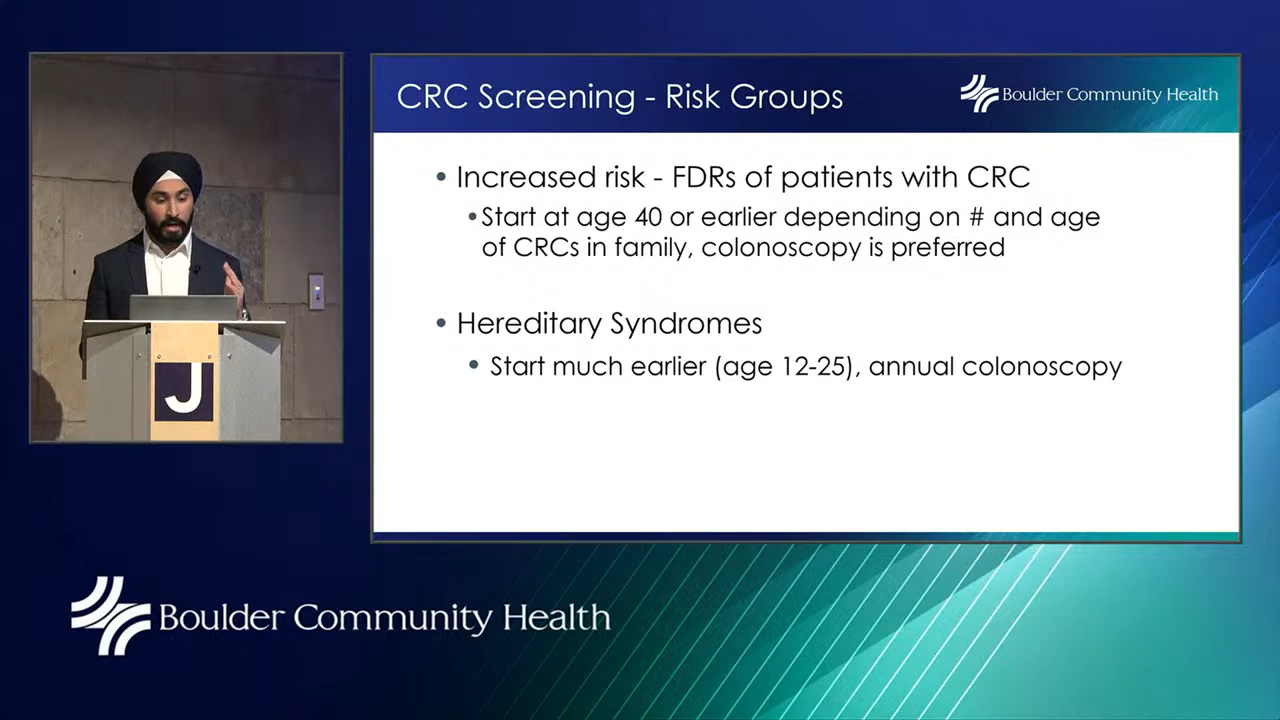 CRC Screening - Risk Groups
Boulder Community Health
• Increased risk - FDRs of patients with CRC
• Start at age 40 or earlier depending on # and age
of CRCs in family, colonoscopy is preferred
• Hereditary Syndromes
• Start much earlier (age 12-25), annual colonoscopy
J
Boulder Community Health